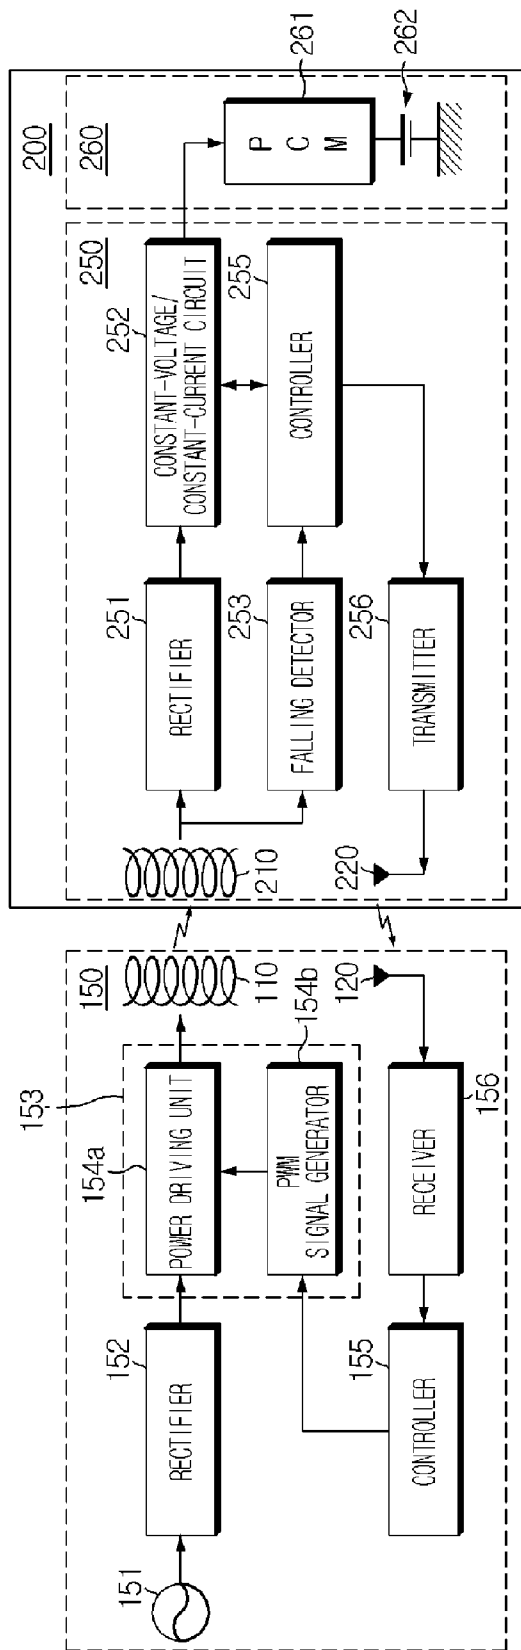 150
151
152
RECTIFIER
153
154a
POWER DRIVING UNIT
154b
PWM
SIGNAL GENERATOR
110
155
CONTROLLER
156
RECEIVER
120
200
250
210
251
RECTIFIER
252
CONSTANT-VOLTAGE/
CONSTANT-CURRENT CIRCUIT
253
FALLING DETECTOR
255
CONTROLLER
220
256
TRANSMITTER
260
261
P
C
M
262